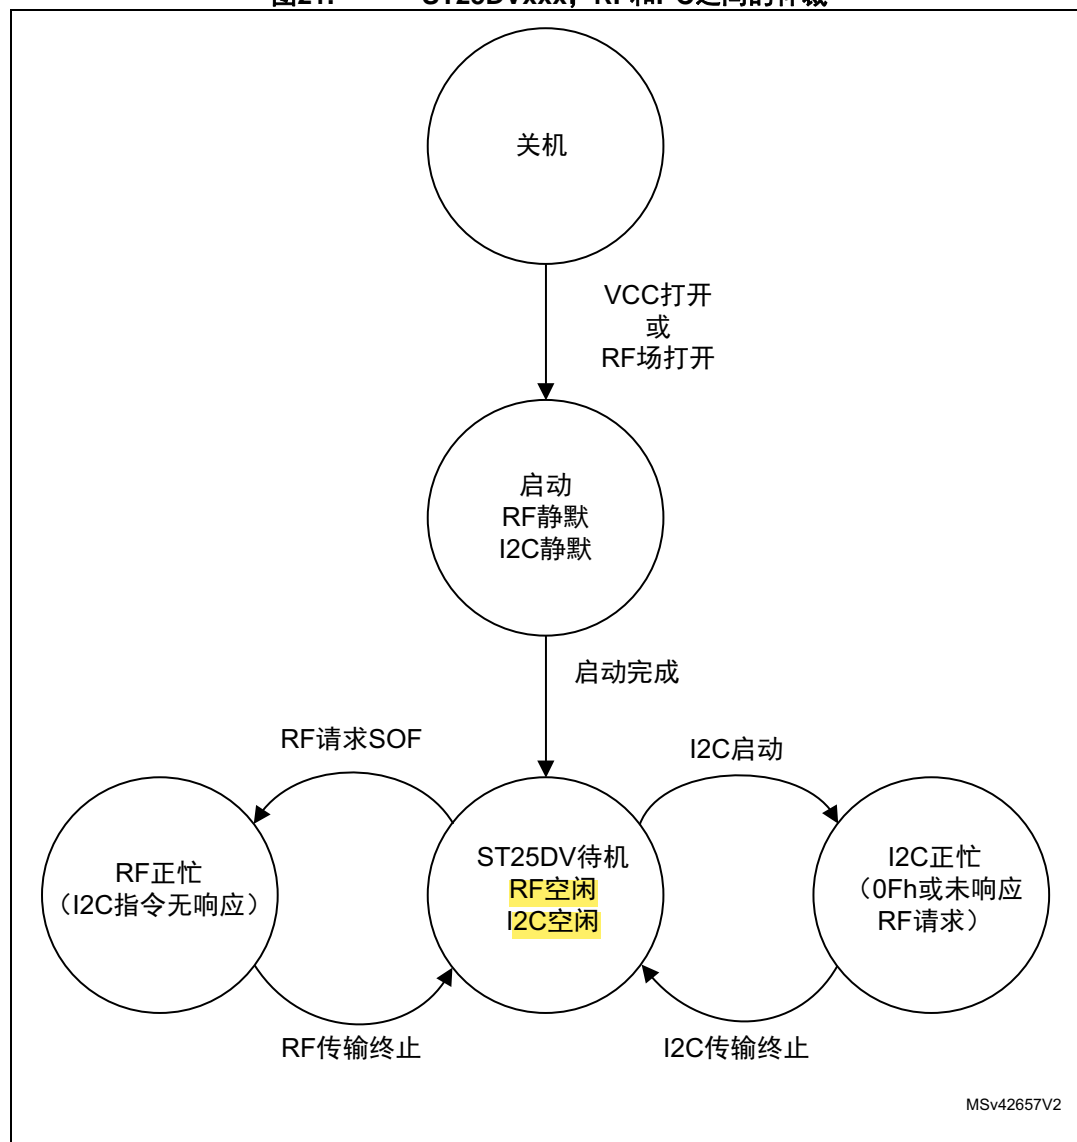 关机
VCC打开
或
RF场打开
启动
RF静默
I2C静默
启动完成
RF请求SOF
I2C启动
RF正忙
（I2C指令无响应）
ST25DV待机
RF空闲
I2C空闲
I2C正忙
（0Fh或未响应
RF请求）
RF传输终止
I2C传输终止
MSv42657V2